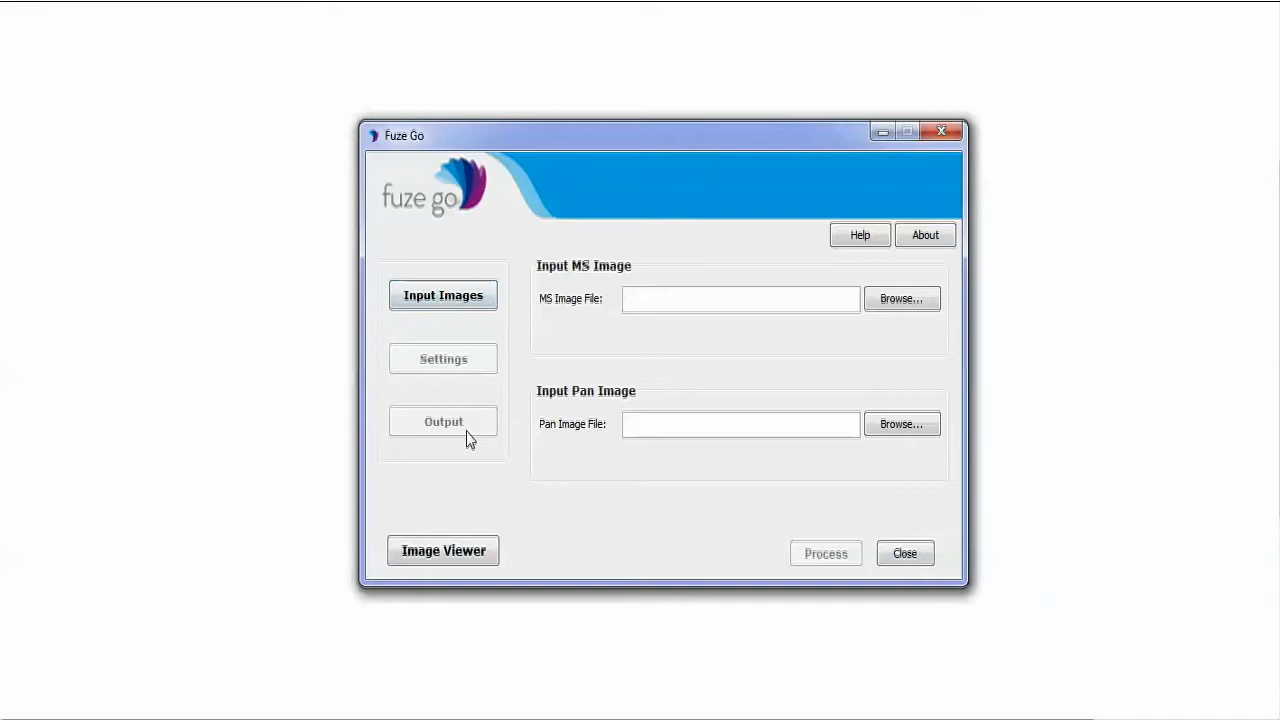 Fuze Go
fuze go
Help
About
Input Images
Settings
Output
Input MS Image
MS Image File:
Browse...
Input Pan Image
Pan Image File:
Browse...
Image Viewer
Process
Close